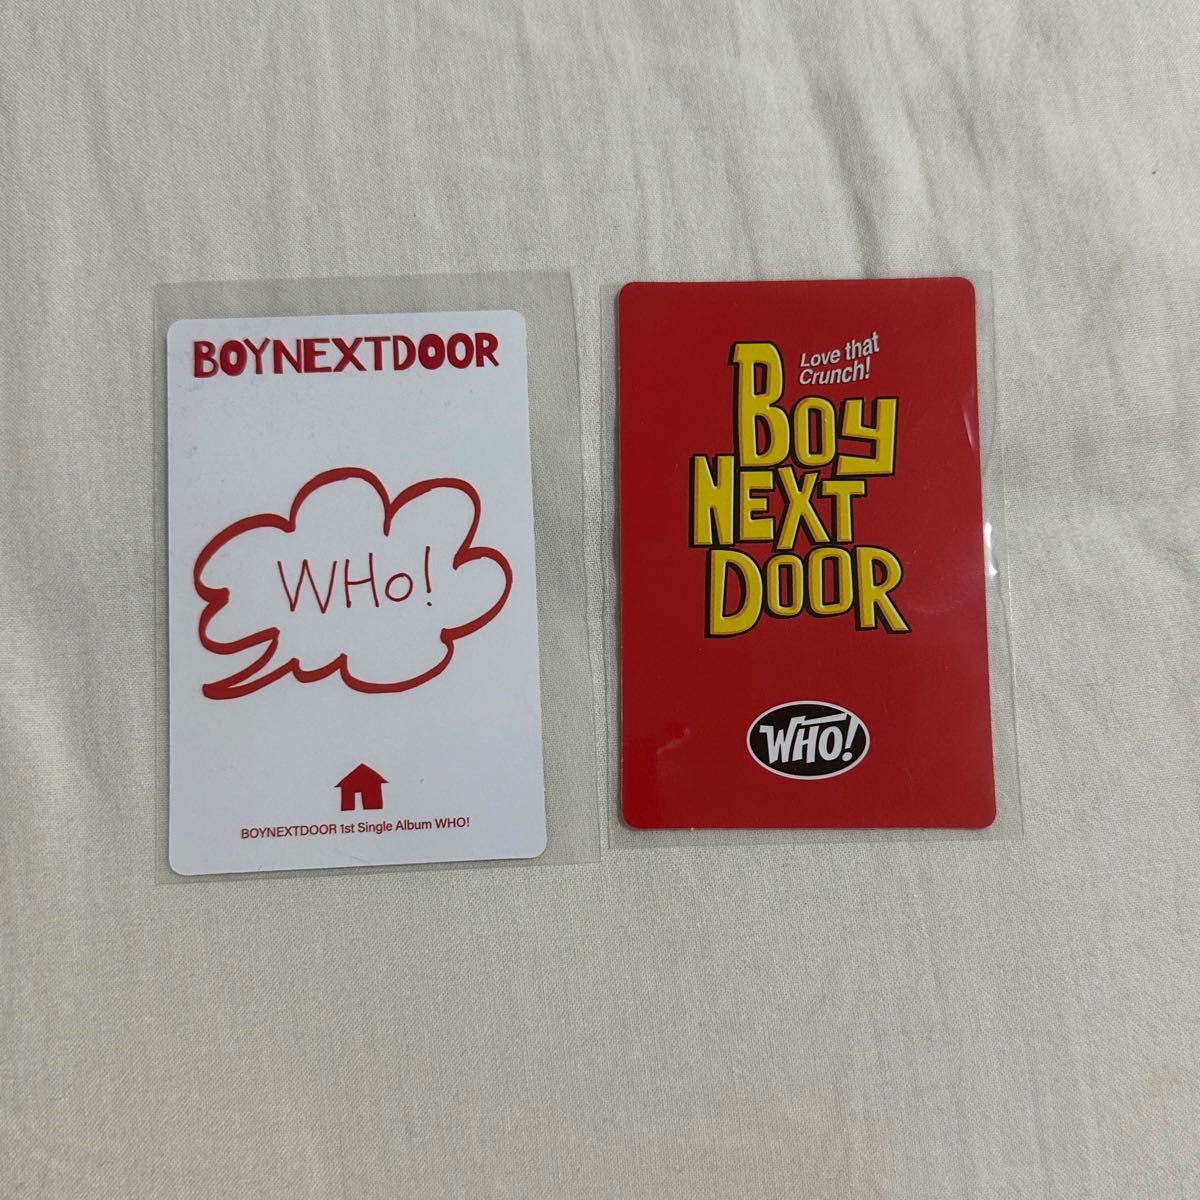 BOYNEXTDOOR
WHo!
BOYNEXTDOOR 1st Single Album WHO!
Love that
Crunch!
BOY
NEXT
DOOR
WHO!